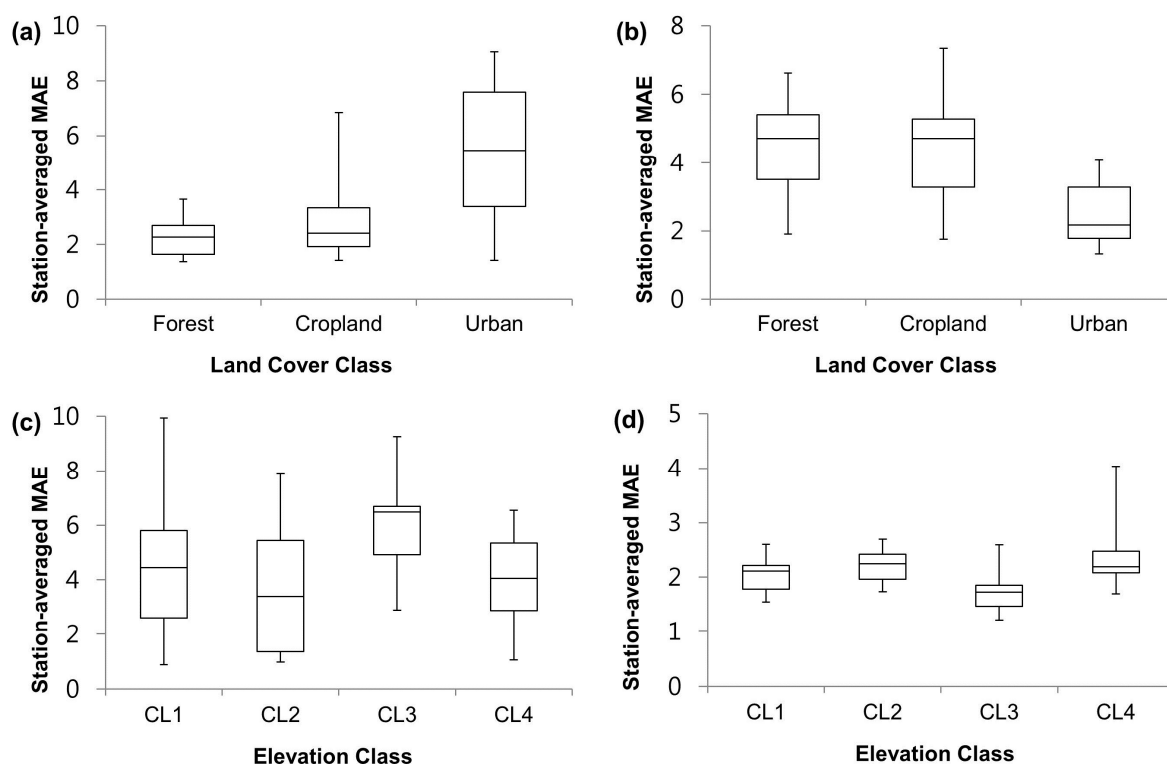 (a)
Station-averaged MAE
10
8
6
4
2
0
Forest Cropland Urban
Land Cover Class
(b)
Station-averaged MAE
8
6
4
2
0
Forest Cropland Urban
Land Cover Class
(c)
Station-averaged MAE
10
8
6
4
2
0
CL1 CL2 CL3 CL4
Elevation Class
(d)
Station-averaged MAE
5
4
3
2
1
0
CL1 CL2 CL3 CL4
Elevation Class